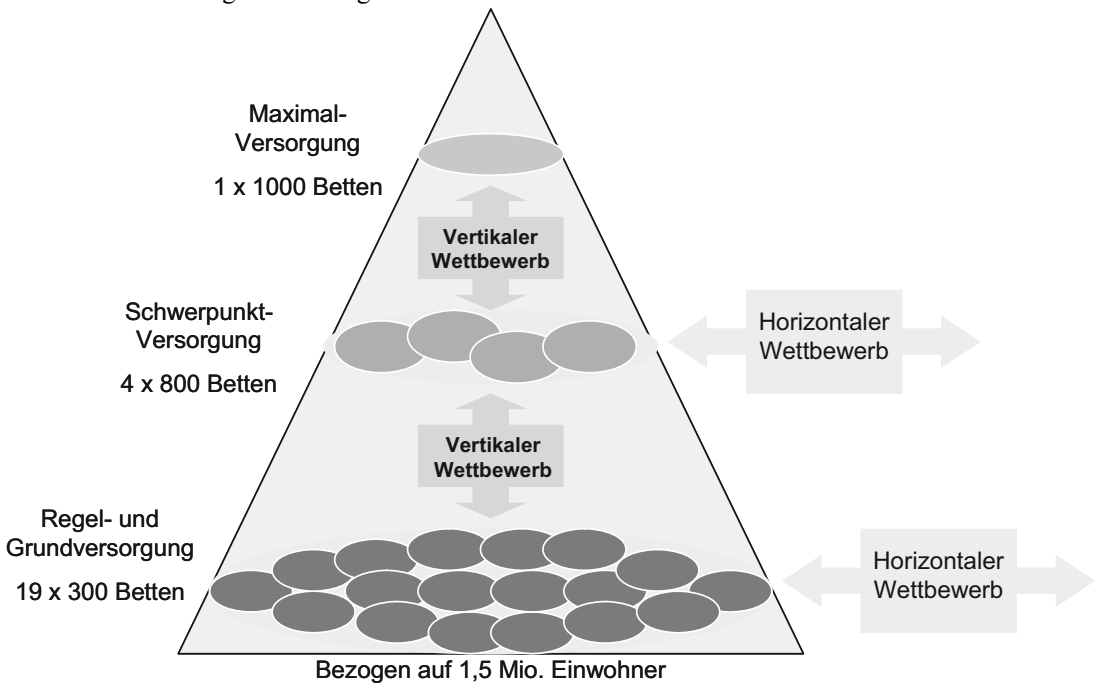 Maximal-
Versorgung
1 x 1000 Betten
Vertikaler
Wettbewerb
Schwerpunkt-
Versorgung
4 x 800 Betten
Horizontaler
Wettbewerb
Vertikaler
Wettbewerb
Regel- und
Grundversorgung
19 x 300 Betten
Horizontaler
Wettbewerb
Bezogen auf 1,5 Mio. Einwohner